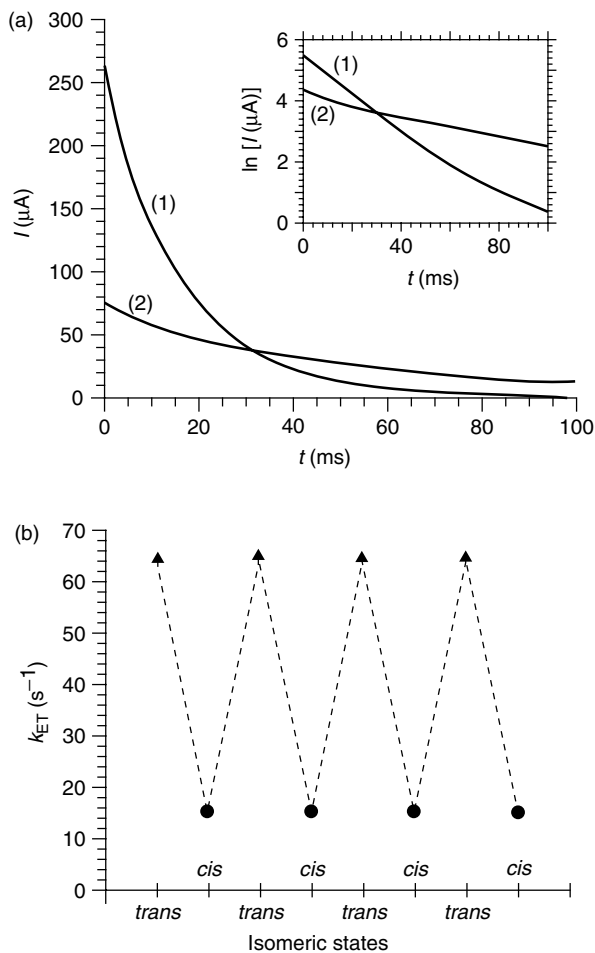 (a)
300
250
200
150
100
50
0
I (μA)
(1)
(2)
0 20 40 60 80 100
t (ms)
6
4
2
0
ln [I (μA)]
(1)
(2)
0 40 80
t (ms)
(b)
70
60
50
40
30
20
10
0
k_ET (s⁻¹)
cis cis cis cis
trans trans trans trans
Isomeric states